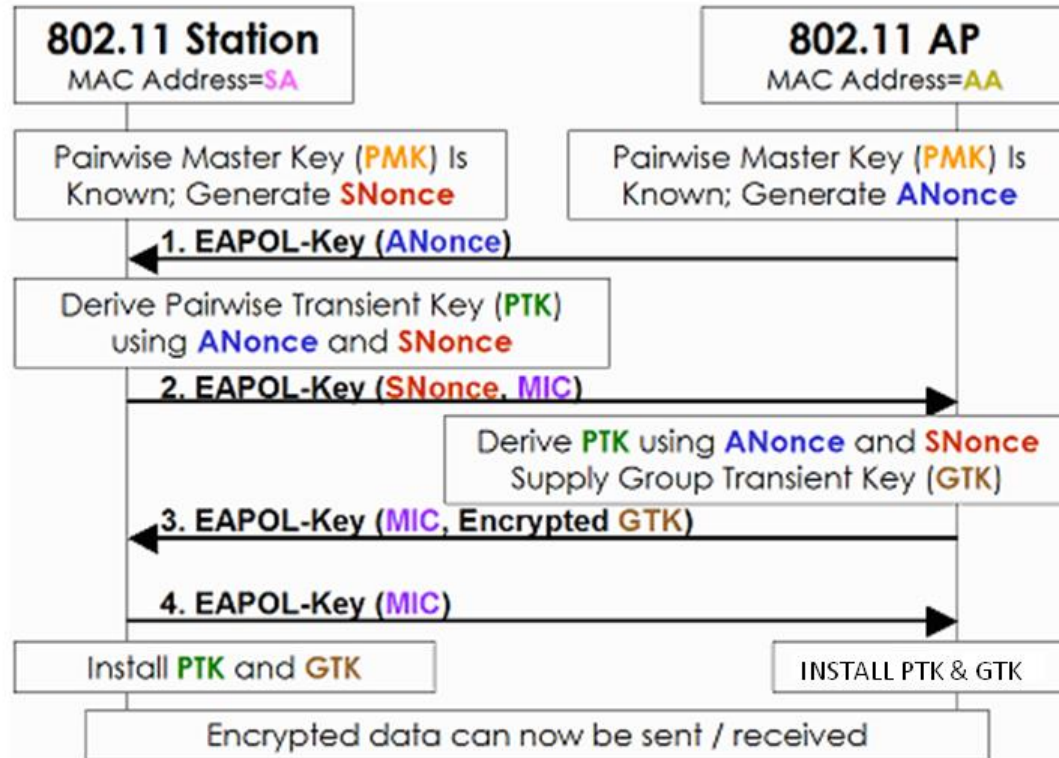 802.11 Station
MAC Address=SA
802.11 AP
MAC Address=AA
Pairwise Master Key (PMK) Is
Known; Generate SNonce
Pairwise Master Key (PMK) Is
Known; Generate ANonce
1. EAPOL-Key (ANonce)
Derive Pairwise Transient Key (PTK)
using ANonce and SNonce
2. EAPOL-Key (SNonce, MIC)
Derive PTK using ANonce and SNonce
Supply Group Transient Key (GTK)
3. EAPOL-Key (MIC, Encrypted GTK)
4. EAPOL-Key (MIC)
Install PTK and GTK
INSTALL PTK & GTK
Encrypted data can now be sent / received